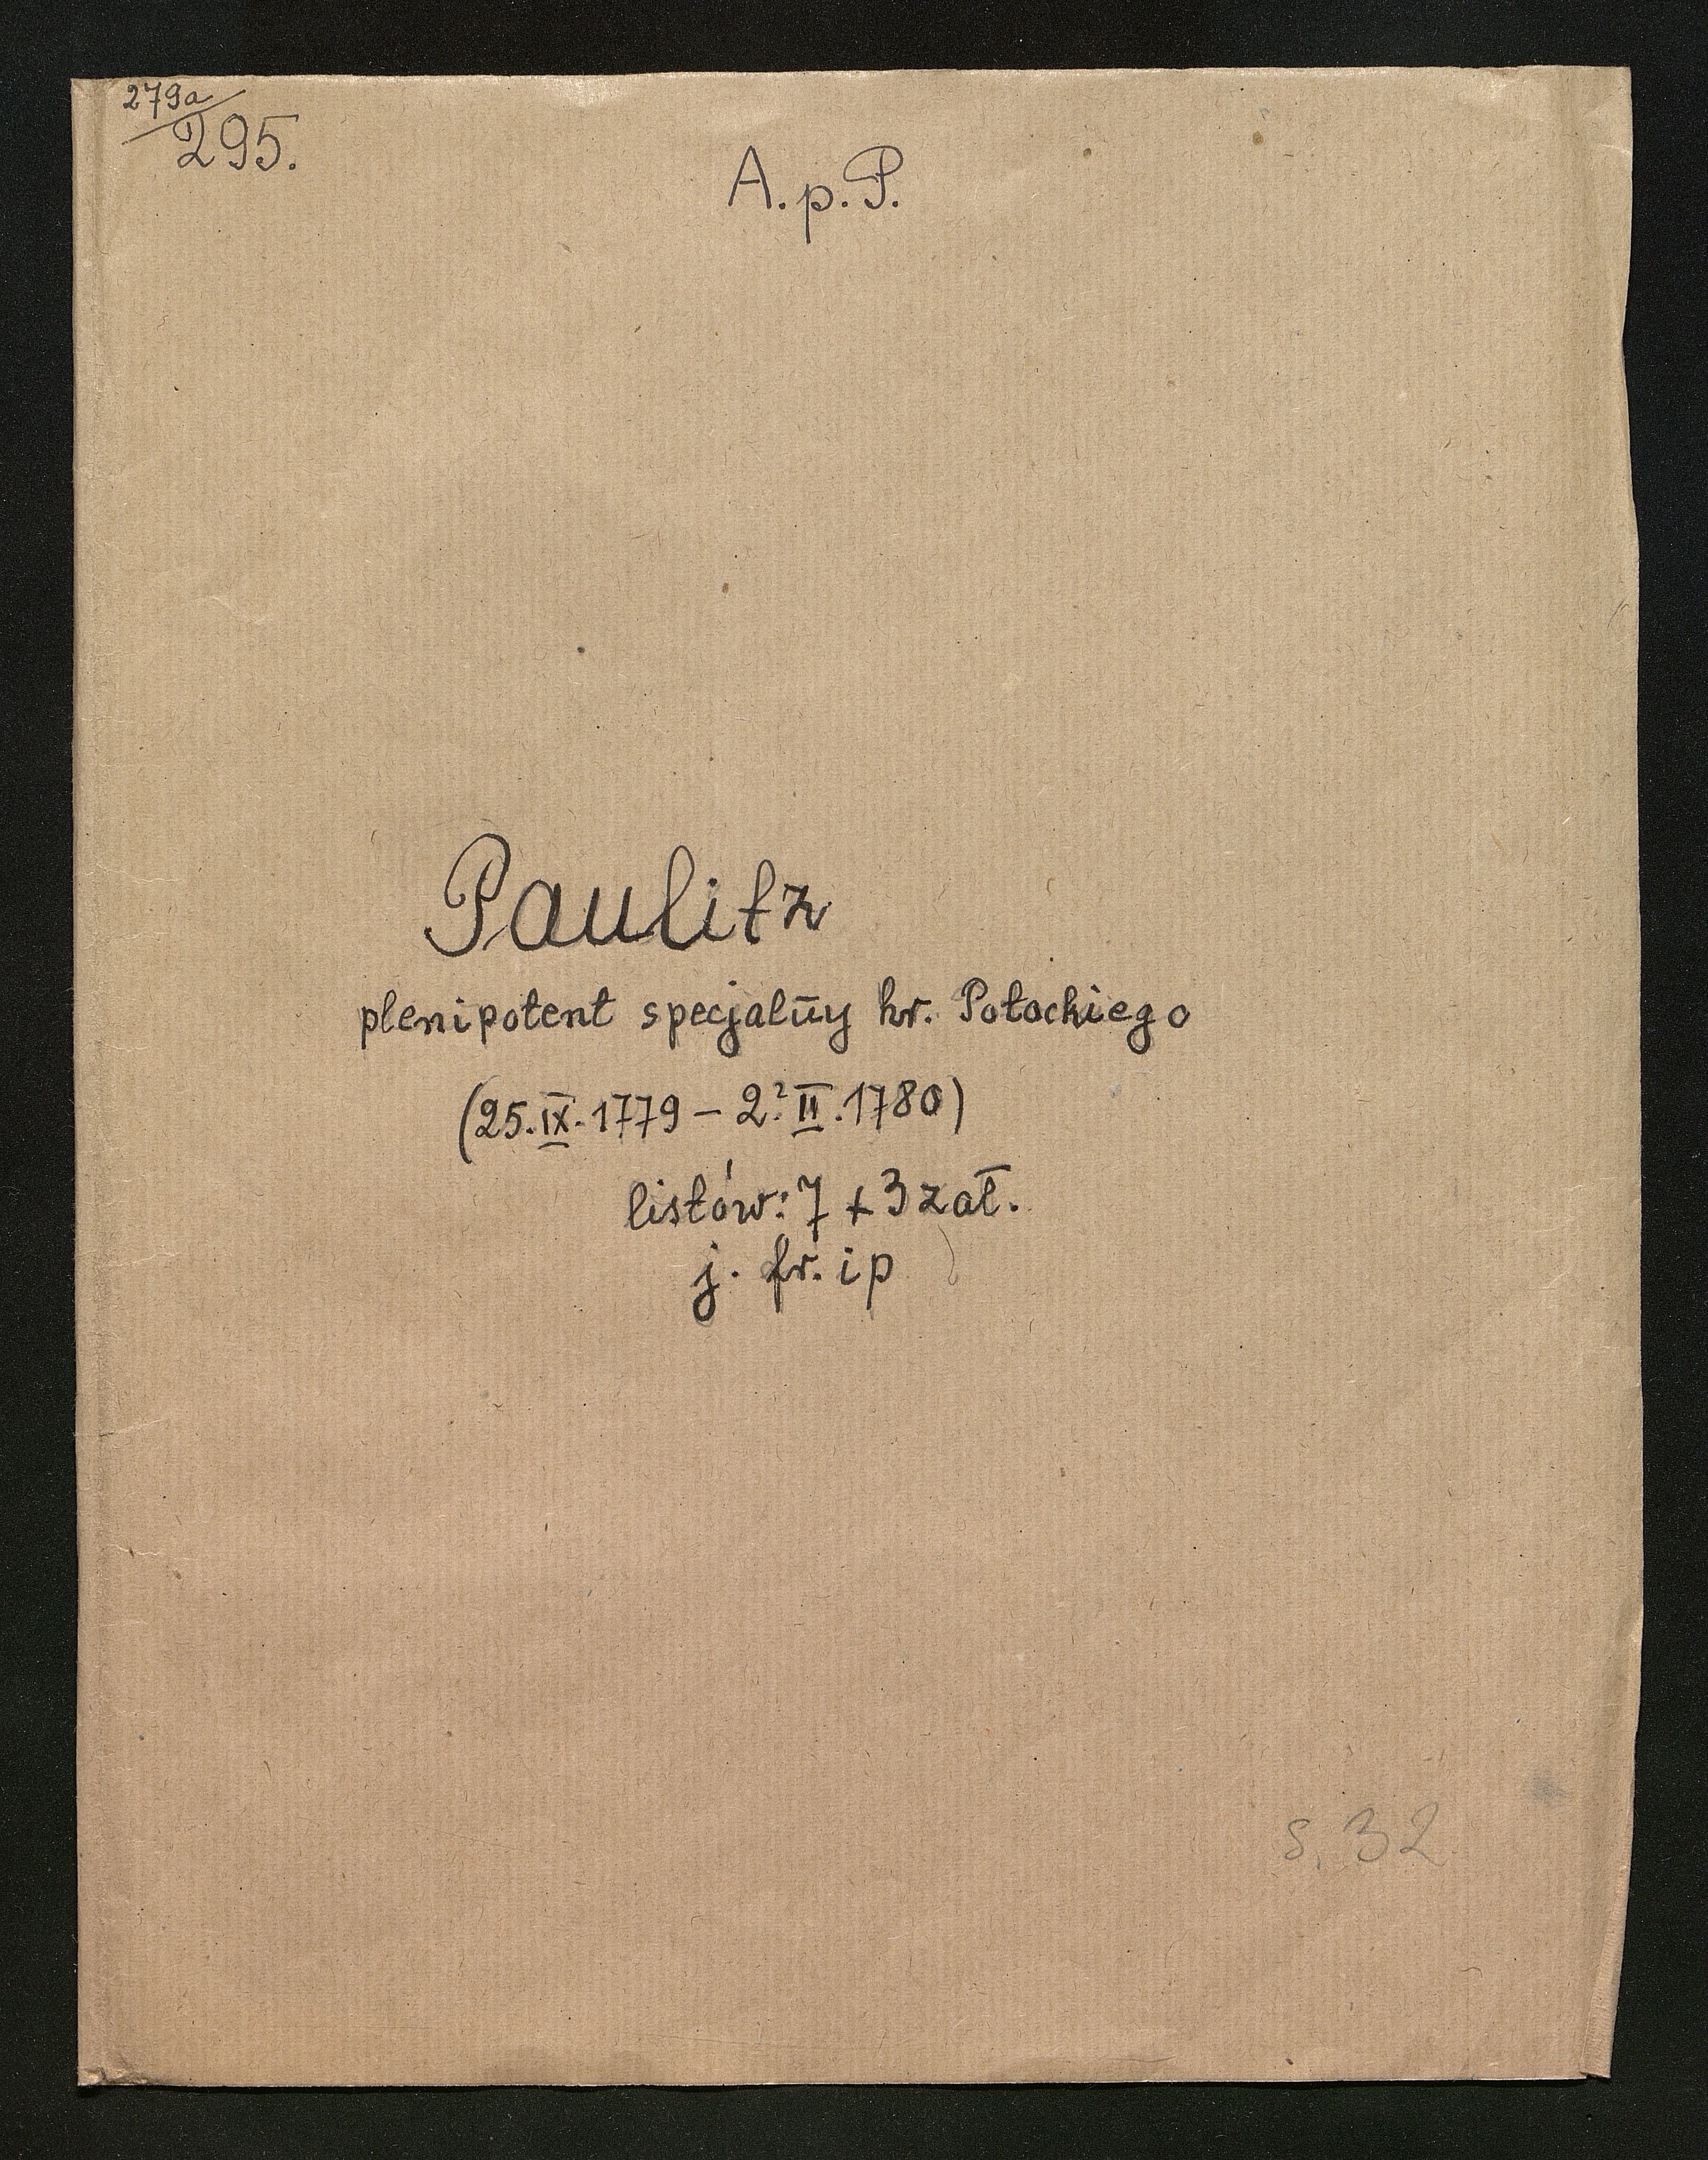 279a
295.
A. p. P.
Paulitz
plenipotent specjalny hr. Potockiego
(25.IX.1779 – 2?.II.1780)
listów: 7 + 3 zał.
j. fr. i p
s. 32